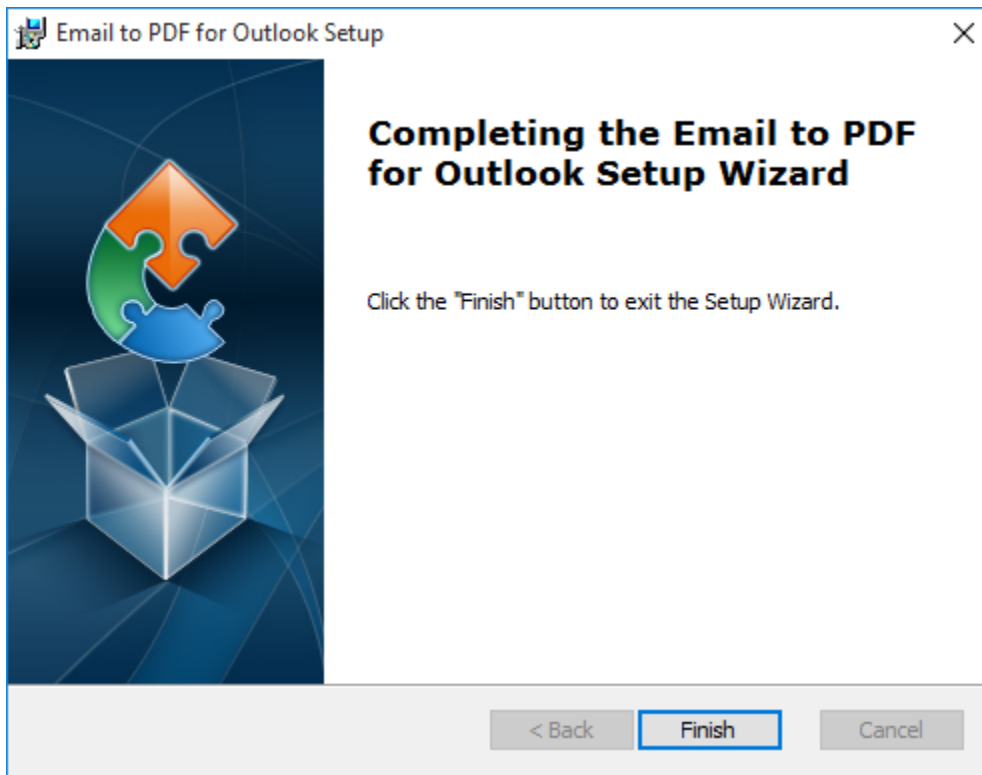 Email to PDF for Outlook Setup
Completing the Email to PDF
for Outlook Setup Wizard
Click the "Finish" button to exit the Setup Wizard.
< Back
Finish
Cancel